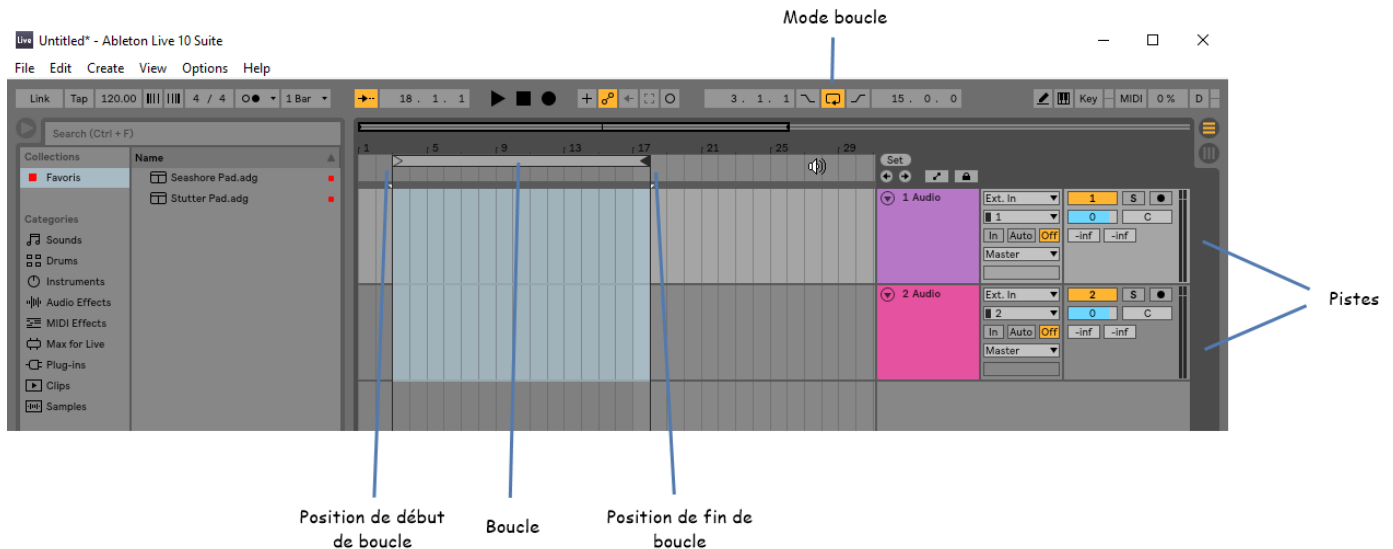 Mode boucle
Live Untitled* - Ableton Live 10 Suite
File Edit Create View Options Help
Link Tap 120.00 4 / 4 1 Bar 18 . 1 . 1 3 . 1 . 1 15 . 0 . 0 Key MIDI 0 % D
Search (Ctrl + F)
Collections Name
Favoris Seashore Pad.adg
Stutter Pad.adg
Categories
Sounds
Drums
Instruments
Audio Effects
MIDI Effects
Max for Live
Plug-ins
Clips
Samples
1 5 9 13 17 21 25 29
Set
1 Audio Ext. In 1 S
1 0 C
In Auto Off -inf -inf
Master
2 Audio Ext. In 2 S
2 0 C
In Auto Off -inf -inf
Master
Pistes
Position de début
de boucle
Boucle
Position de fin de
boucle